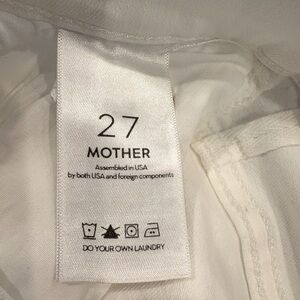 27
MOTHER
Assembled in USA
by both USA and foreign components
DO YOUR OWN LAUNDRY